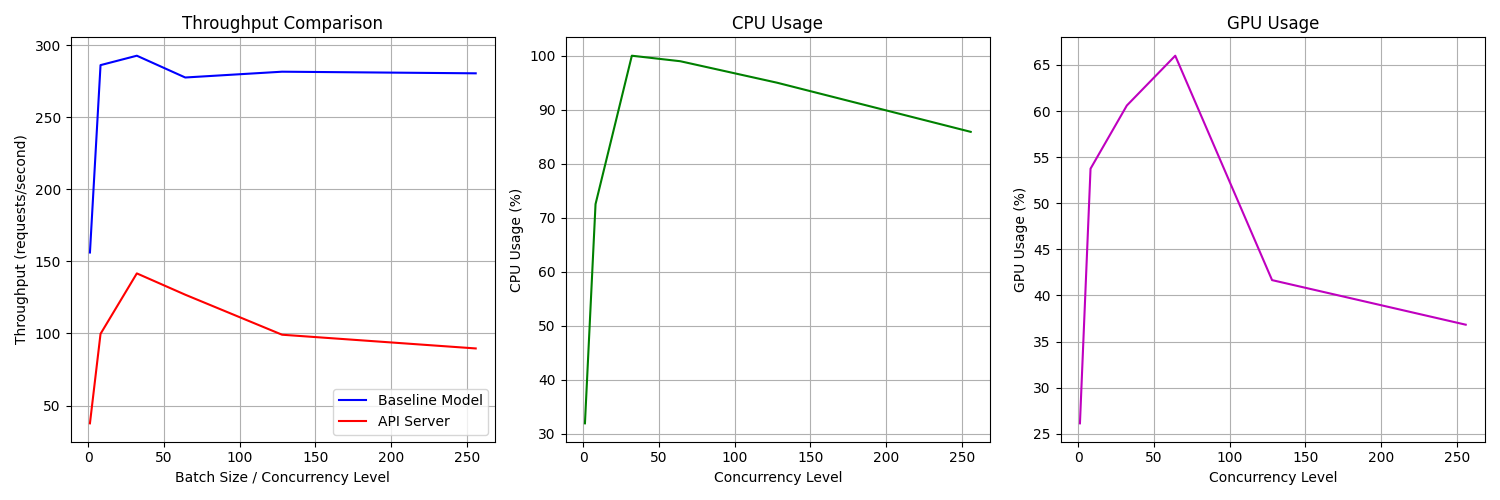 Throughput Comparison
Throughput (requests/second)
300
250
200
150
100
50
0 50 100 150 200 250
Batch Size / Concurrency Level
Baseline Model
API Server
CPU Usage
CPU Usage (%)
100
90
80
70
60
50
40
30
0 50 100 150 200 250
Concurrency Level
GPU Usage
GPU Usage (%)
65
60
55
50
45
40
35
30
25
0 50 100 150 200 250
Concurrency Level